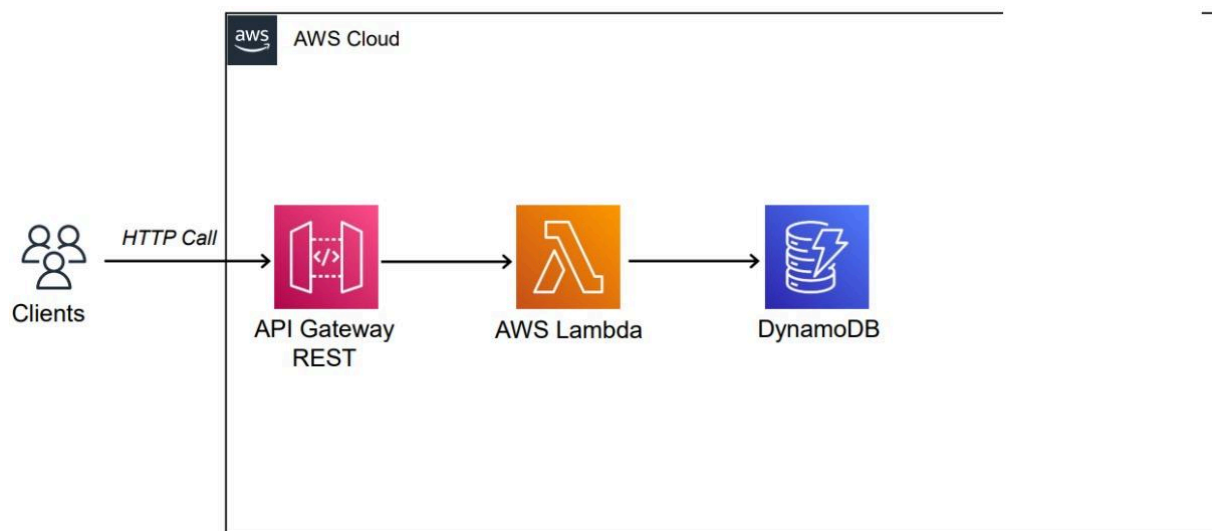 aws
AWS Cloud
HTTP Call
Clients
</>
API Gateway
REST
AWS Lambda
DynamoDB